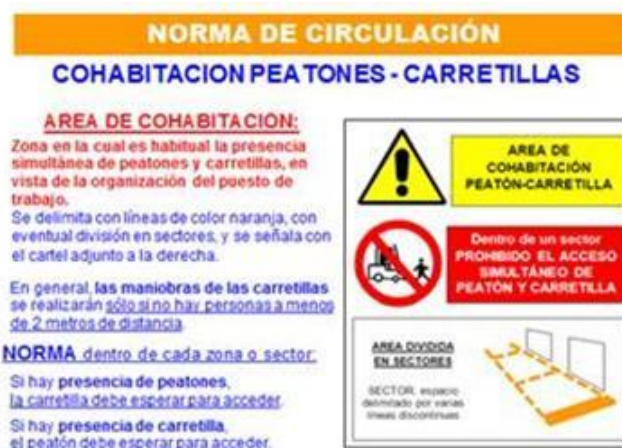 NORMA DE CIRCULACIÓN
COHABITACION PEATONES - CARRETILLAS
AREA DE COHABITACION:
Zona en la cual es habitual la presencia
simultánea de peatones y carretillas, en
vista de la organización del puesto de
trabajo.
Se delimita con líneas de color naranja, con
eventual división en sectores, y se señala con
el cartel adjunto a la derecha.
En general, las maniobras de las carretillas
se realizarán sólo si no hay personas a menos
de 2 metros de distancia.
NORMA dentro de cada zona o sector:
Si hay presencia de peatones,
la carretilla debe esperar para acceder.
Si hay presencia de carretilla,
el peatón debe esperar para acceder.
AREA DE
COHABITACIÓN
PEATÓN-CARRETILLA
Dentro de un sector
PROHIBIDO EL ACCESO
SIMULTÁNEO DE
PEATÓN Y CARRETILLA
AREA DIVIDIDA
EN SECTORES
SECTOR: espacio
delimitado por varias
líneas discontinuas